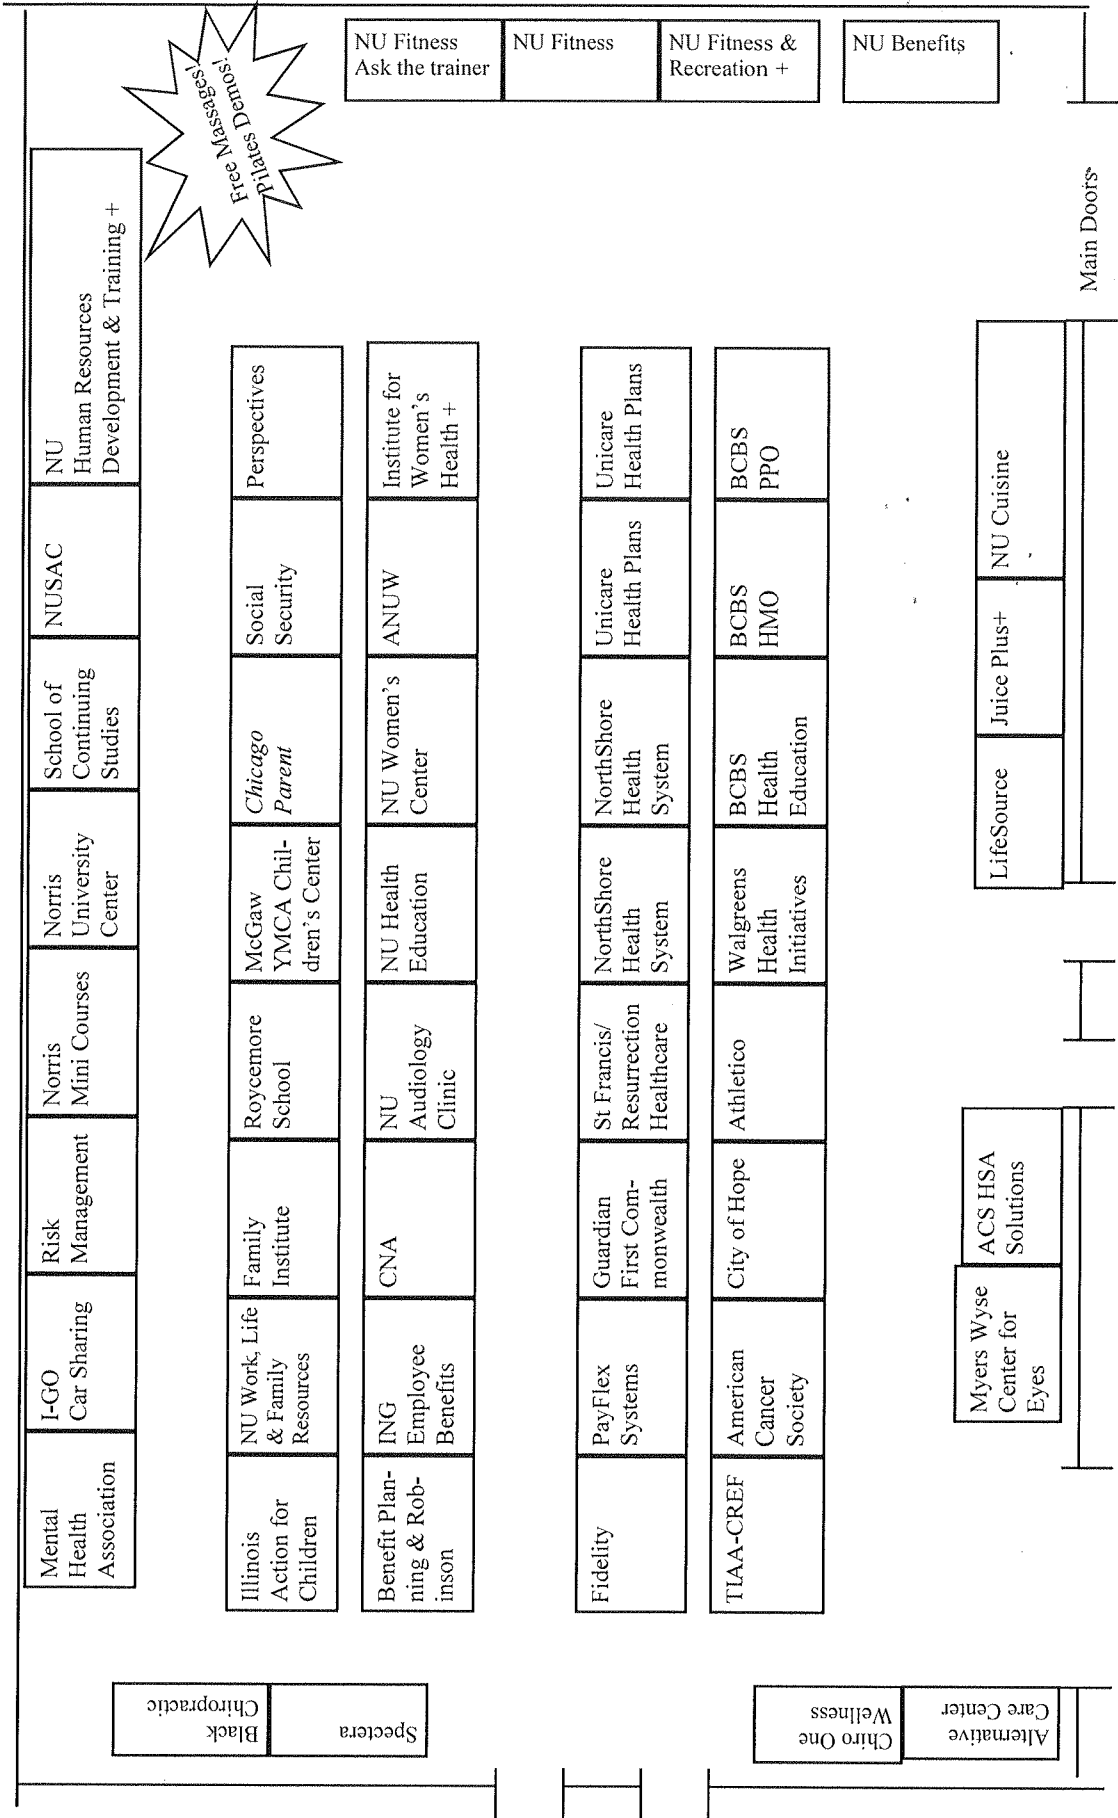 NU Fitness
Ask the trainer
NU Fitness
NU Fitness &
Recreation +
NU Benefits
Free Massages!
Pilates Demos!
Main Doors
Mental
Health
Association
I-GO
Car Sharing
Risk
Management
Norris
Mini Courses
Norris
University
Center
School of
Continuing
Studies
NUSAC
NU
Human Resources
Development & Training +
Illinois
Action for
Children
NU Work, Life
& Family
Resources
Family
Institute
Roycemore
School
McGaw
YMCA Chil-
dren's Center
Chicago
Parent
Social
Security
Perspectives
Benefit Plan-
ning & Rob-
inson
ING
Employee
Benefits
CNA
NU
Audiology
Clinic
NU Health
Education
NU Women's
Center
ANUW
Institute for
Women's
Health +
Fidelity
PayFlex
Systems
Guardian
First Com-
monwealth
St Francis/
Resurrection
Healthcare
NorthShore
Health
System
NorthShore
Health
System
Unicare
Health Plans
Unicare
Health Plans
TIAA-CREF
American
Cancer
Society
City of Hope
Athletico
Walgreens
Health
Initiatives
BCBS
Health
Education
BCBS
HMO
BCBS
PPO
Myers Wyse
Center for
Eyes
ACS HSA
Solutions
LifeSource
Juice Plus+
NU Cuisine
Black
Chiropractic
Spectera
Chiro One
Wellness
Alternative
Care Center